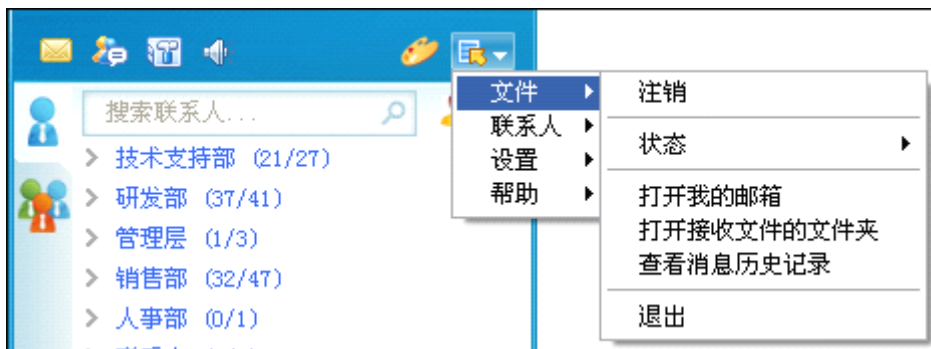 搜索联系人...
技术支持部 (21/27)
研发部 (37/41)
管理层 (1/3)
销售部 (32/47)
人事部 (0/1)
文件
联系人
设置
帮助
注销
状态
打开我的邮箱
打开接收文件的文件夹
查看消息历史记录
退出